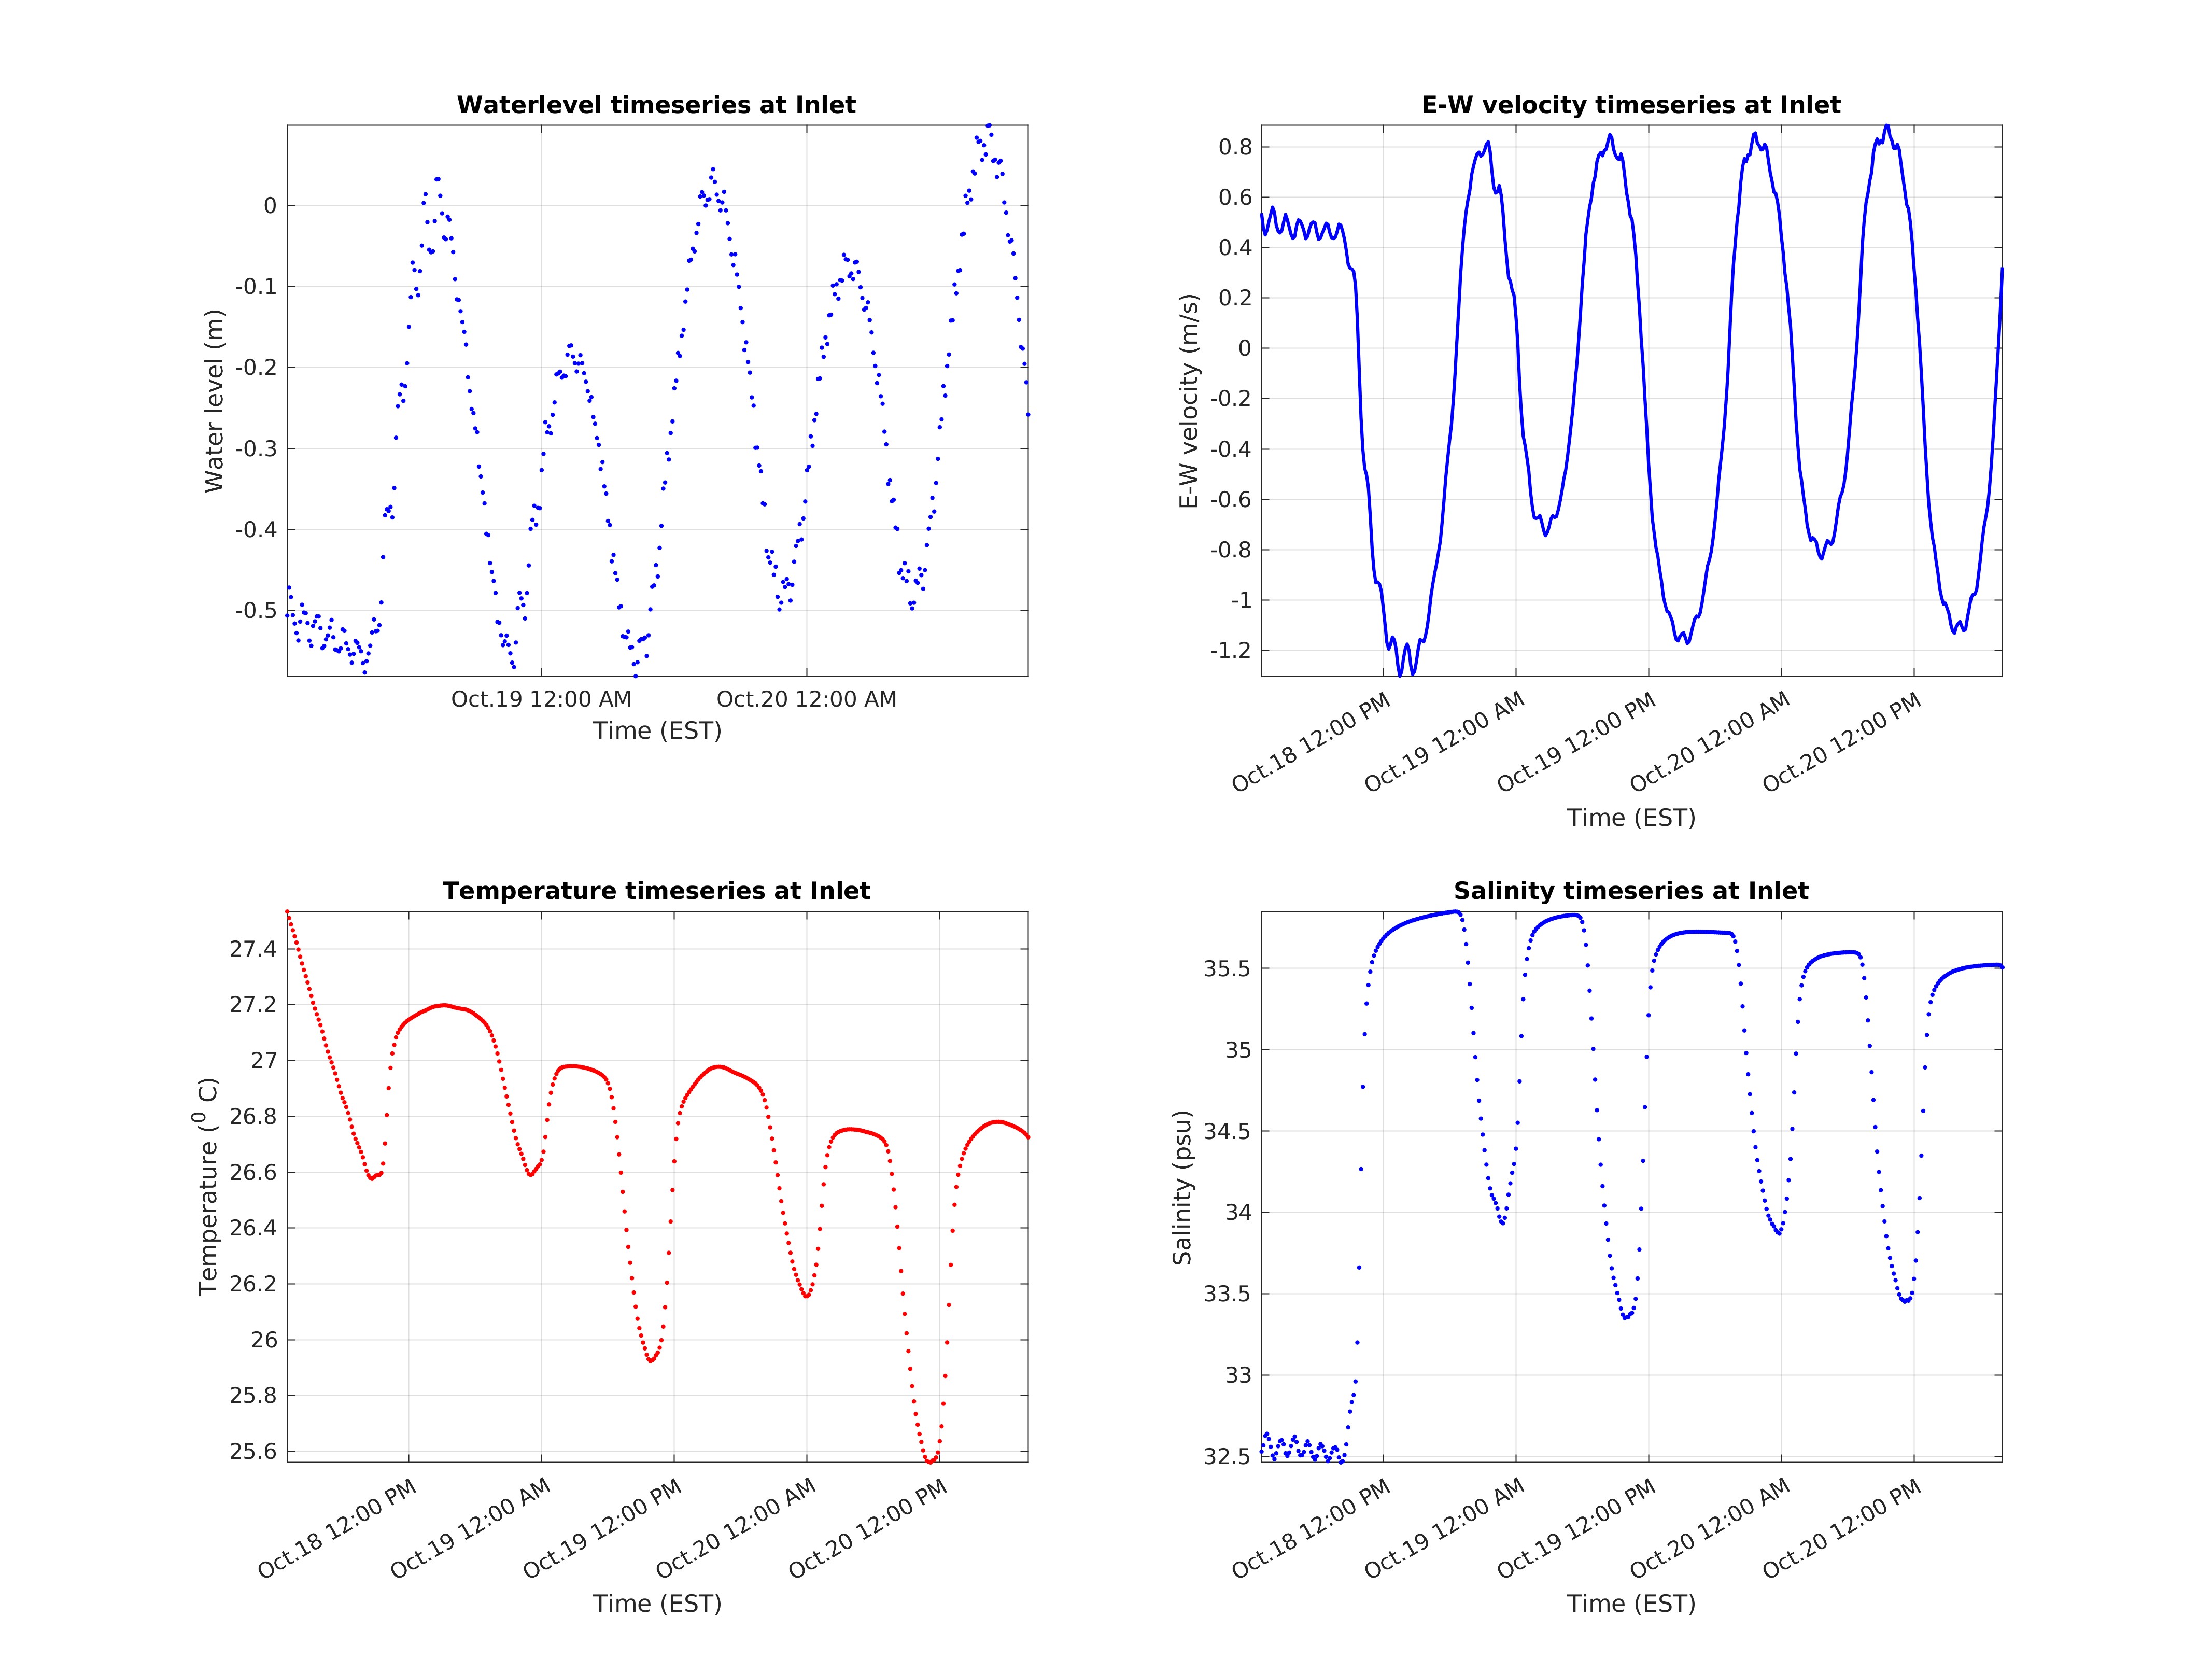 Waterlevel timeseries at Inlet
0
-0.1
-0.2
-0.3
-0.4
-0.5
Water level (m)
Oct.19 12:00 AM
Oct.20 12:00 AM
Time (EST)
E-W velocity timeseries at Inlet
0.8
0.6
0.4
0.2
0
-0.2
-0.4
-0.6
-0.8
-1
-1.2
E-W velocity (m/s)
Oct.18 12:00 PM
Oct.19 12:00 AM
Oct.19 12:00 PM
Oct.20 12:00 AM
Oct.20 12:00 PM
Time (EST)
Temperature timeseries at Inlet
27.4
27.2
27
26.8
26.6
26.4
26.2
26
25.8
25.6
Temperature (⁰ C)
Oct.18 12:00 PM
Oct.19 12:00 AM
Oct.19 12:00 PM
Oct.20 12:00 AM
Oct.20 12:00 PM
Time (EST)
Salinity timeseries at Inlet
35.5
35
34.5
34
33.5
33
32.5
Salinity (psu)
Oct.18 12:00 PM
Oct.19 12:00 AM
Oct.19 12:00 PM
Oct.20 12:00 AM
Oct.20 12:00 PM
Time (EST)